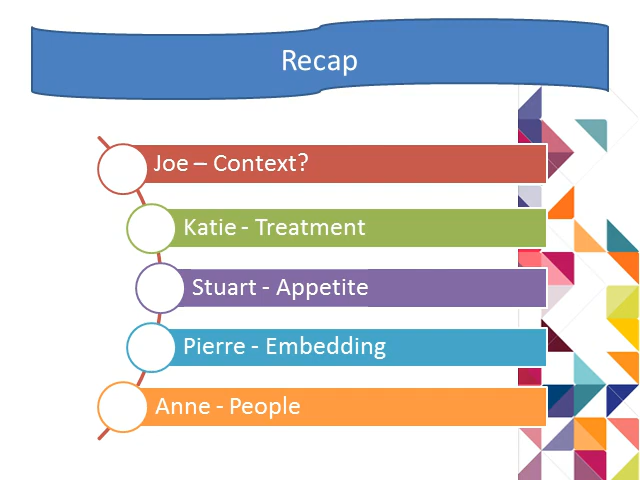 Recap
Joe – Context?
Katie - Treatment
Stuart - Appetite
Pierre - Embedding
Anne - People